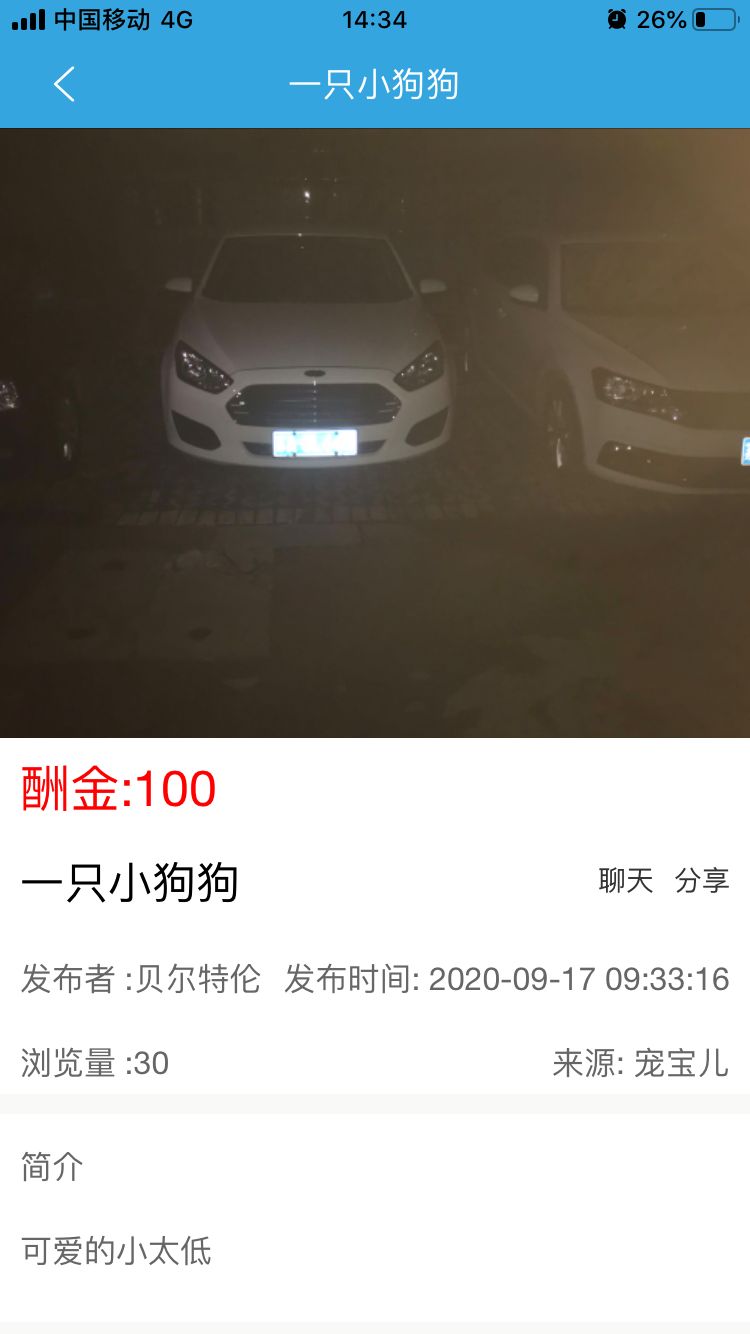 中国移动 4G 14:34 26%
一只小狗狗
酬金:100
一只小狗狗 聊天 分享
发布者 :贝尔特伦 发布时间: 2020-09-17 09:33:16
浏览量 :30 来源: 宠宝儿
简介
可爱的小太低